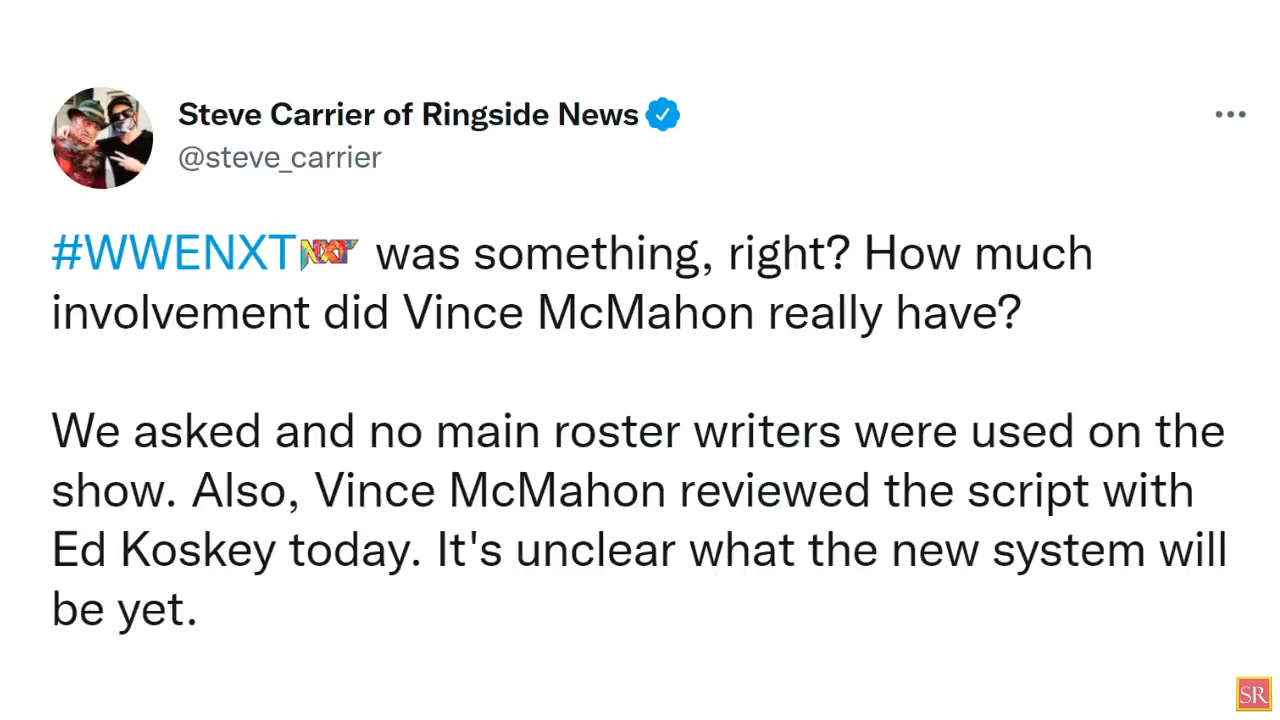 Steve Carrier of Ringside News
@steve_carrier
#WWENXT NXT was something, right? How much
involvement did Vince McMahon really have?
We asked and no main roster writers were used on the
show. Also, Vince McMahon reviewed the script with
Ed Koskey today. It's unclear what the new system will
be yet.
SR